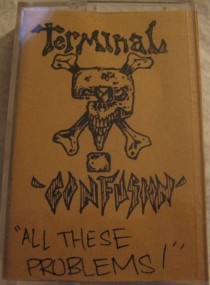 TERMINAL
CONFUSION
"ALL THESE
PROBLEMS!"